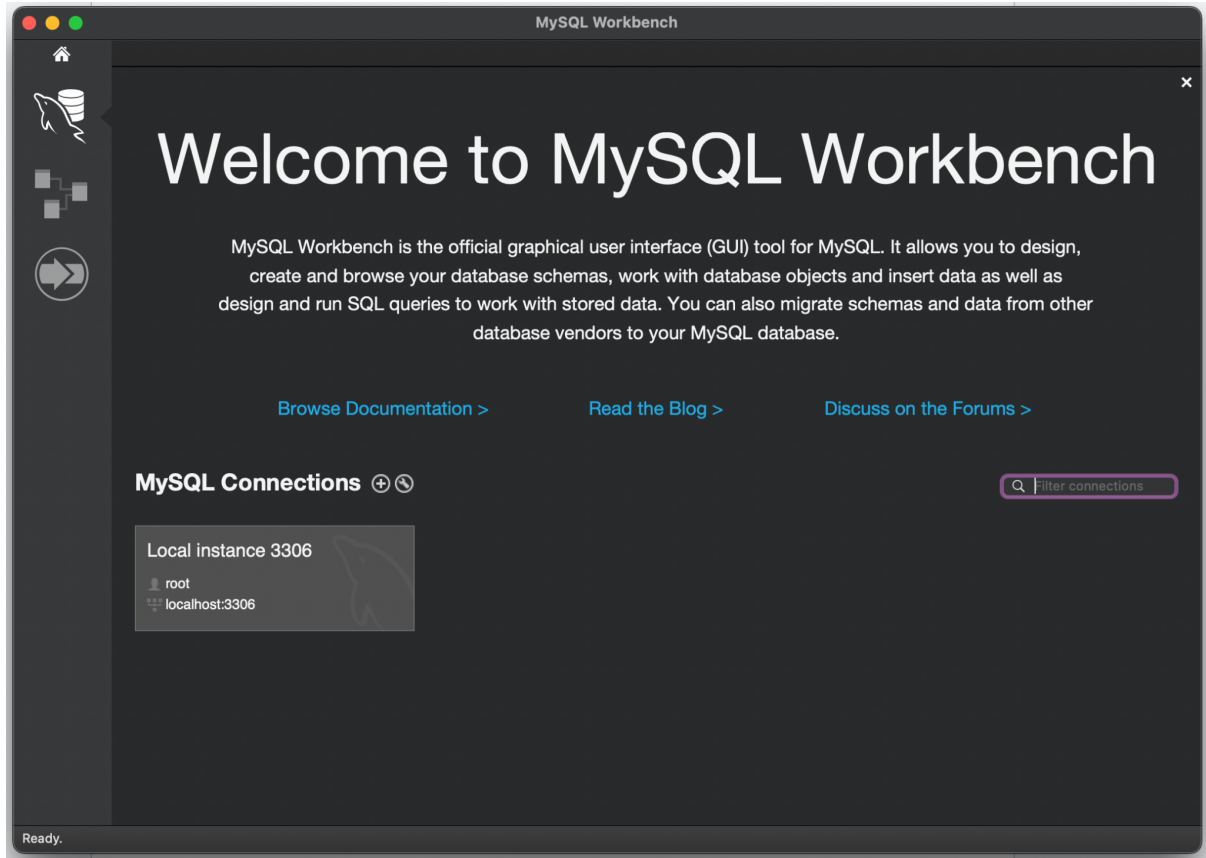 MySQL Workbench
Welcome to MySQL Workbench
MySQL Workbench is the official graphical user interface (GUI) tool for MySQL. It allows you to design,
create and browse your database schemas, work with database objects and insert data as well as
design and run SQL queries to work with stored data. You can also migrate schemas and data from other
database vendors to your MySQL database.
Browse Documentation > Read the Blog > Discuss on the Forums >
MySQL Connections
Filter connections
Local instance 3306
root
localhost:3306
Ready.